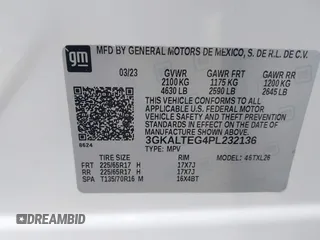 gm
MFD BY GENERAL MOTORS DE MEXICO, S. DE R.L. DE C.V.
03/23 GVWR GAWR FRT GAWR RR
2100 KG 1175 KG 1200 KG
4630 LB 2590 LB 2645 LB
THIS VEHICLE CONFORMS TO ALL
APPLICABLE U.S. FEDERAL MOTOR
VEHICLE SAFETY AND THEFT PREVENTION
STANDARDS IN EFFECT ON THE DATE OF
MANUFACTURE SHOWN ABOVE.
3GKALTEG4PL232136
8624 TYPE: MPV MODEL: 46TXL26
TIRE SIZE RIM
FRT 225/65R17 H 17X7J
RR 225/65R17 H 17X7J
SPA T135/70R16 M 16X4BT